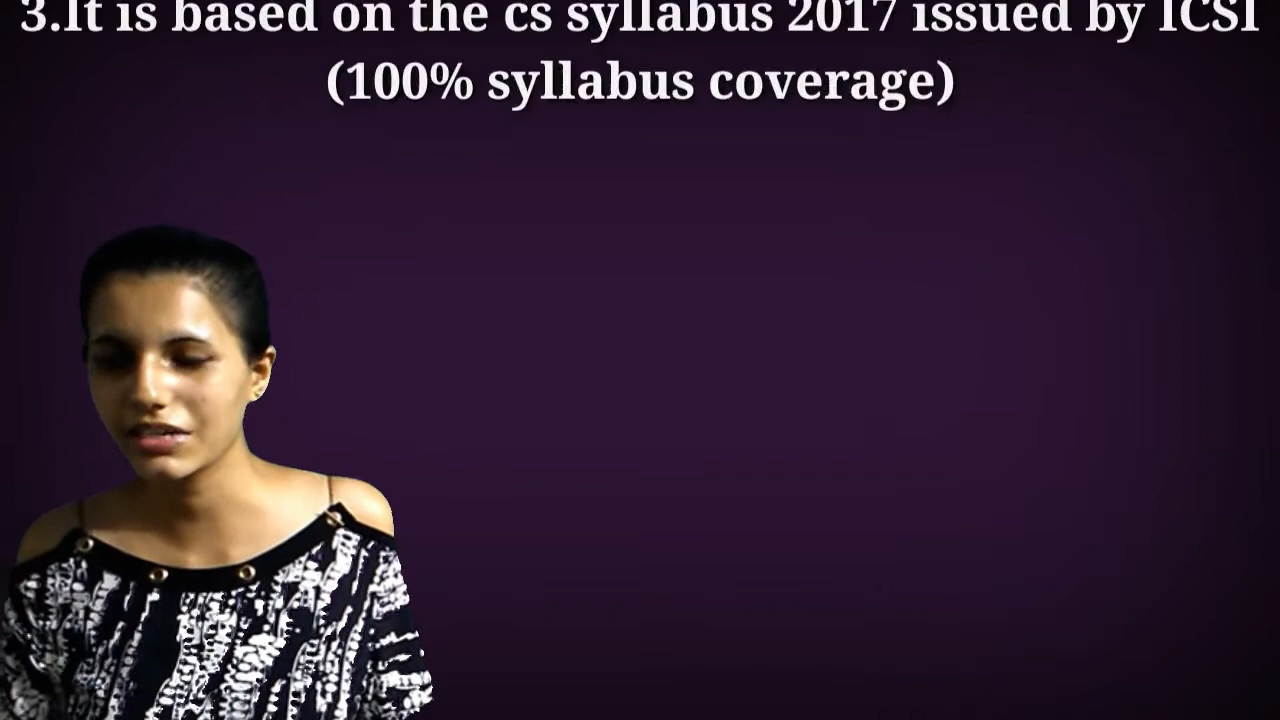 3.It is based on the cs syllabus 2017 issued by ICSI
(100% syllabus coverage)